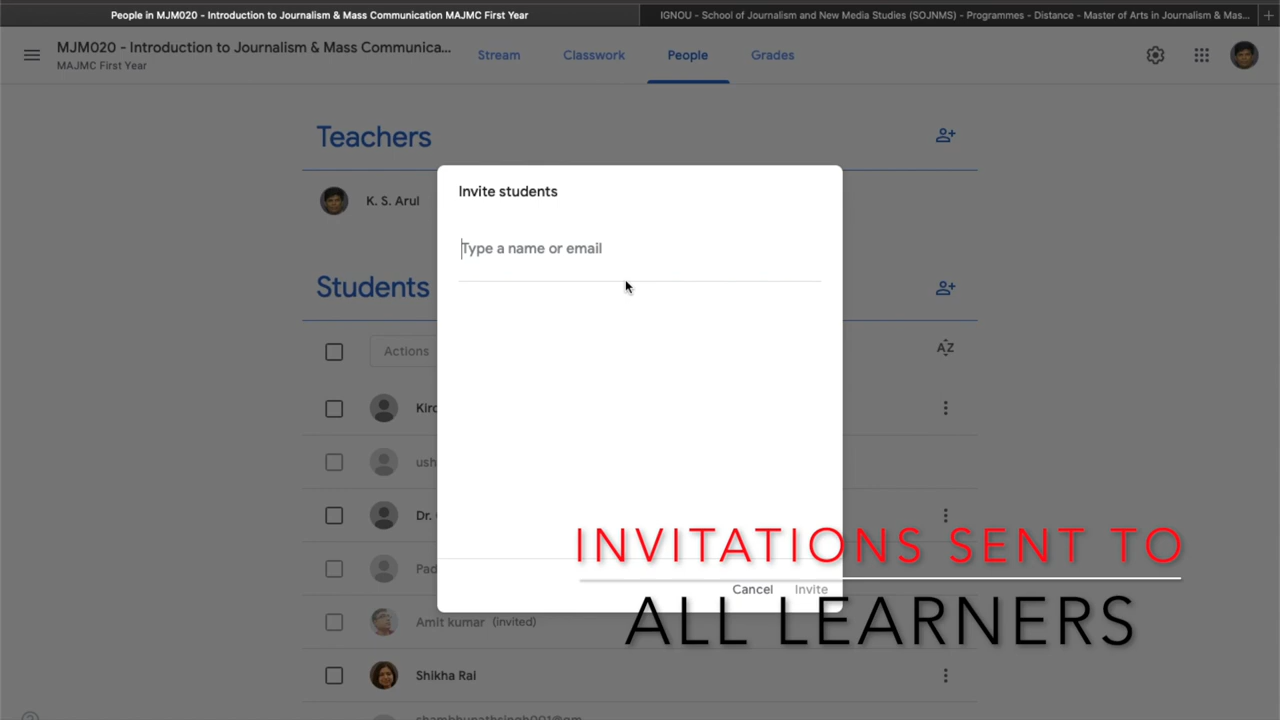 People in MJM020 - Introduction to Journalism & Mass Communication MAJMC First Year
IGNOU - School of Journalism and New Media Studies (SOJNMS) - Programmes - Distance - Master of Arts in Journalism & Mas...
MJM020 - Introduction to Journalism & Mass Communica...
MAJMC First Year
Stream
Classwork
People
Grades
Teachers
K. S. Arul
Invite students
Type a name or email
Students
Actions
AZ
Kiro
ush
Dr.
Pad
Amit kumar (invited)
Shikha Rai
Cancel
Invite
INVITATIONS SENT TO
ALL LEARNERS